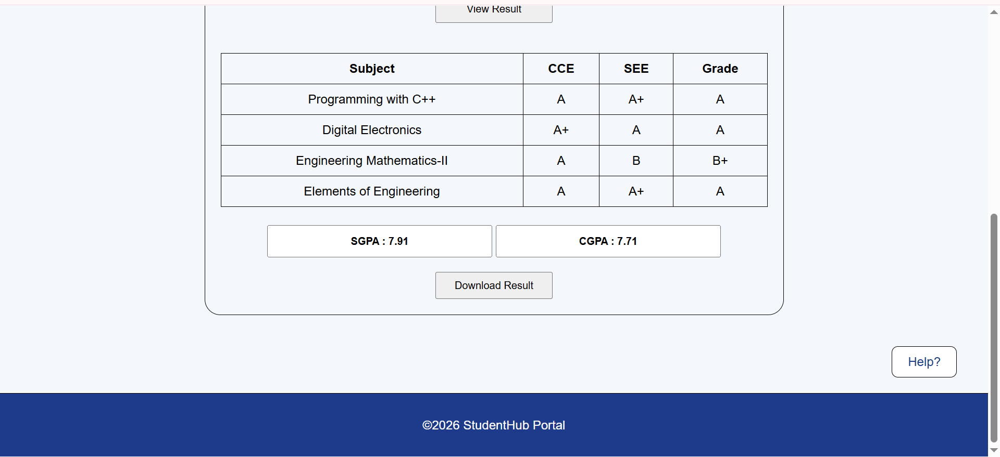 View Result
Subject CCE SEE Grade
Programming with C++ A A+ A
Digital Electronics A+ A A
Engineering Mathematics-II A B B+
Elements of Engineering A A+ A
SGPA : 7.91 CGPA : 7.71
Download Result
Help?
©2026 StudentHub Portal